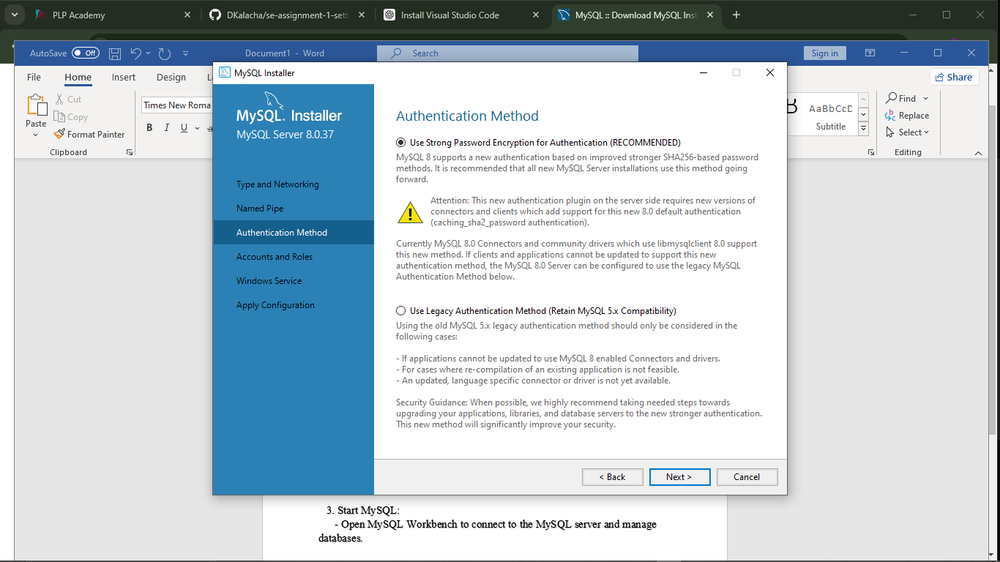 PLP Academy
DKalacha/se-assignment-1-sett
Install Visual Studio Code
MySQL :: Download MySQL Inst
AutoSave Off
Document1 - Word
Search
Sign in
File Home Insert Design
Share
Paste
Cut
Copy
Format Painter
Clipboard
Times New Roma
B I U
AaBbCcD
Subtitle
Find
Replace
Select
Editing
MySQL Installer
MySQL. Installer
MySQL Server 8.0.37
Type and Networking
Named Pipe
Authentication Method
Accounts and Roles
Windows Service
Apply Configuration
Authentication Method
Use Strong Password Encryption for Authentication (RECOMMENDED)
MySQL 8 supports a new authentication based on improved stronger SHA256-based password
methods. It is recommended that all new MySQL Server installations use this method going
forward.
Attention: This new authentication plugin on the server side requires new versions of
connectors and clients which add support for this new 8.0 default authentication
(caching_sha2_password authentication).
Currently MySQL 8.0 Connectors and community drivers which use libmysqlclient 8.0 support
this new method. If clients and applications cannot be updated to support this new
authentication method, the MySQL 8.0 Server can be configured to use the legacy MySQL
Authentication Method below.
Use Legacy Authentication Method (Retain MySQL 5.x Compatibility)
Using the old MySQL 5.x legacy authentication method should only be considered in the
following cases:
- If applications cannot be updated to use MySQL 8 enabled Connectors and drivers.
- For cases where re-compilation of an existing application is not feasible.
- An updated, language specific connector or driver is not yet available.
Security Guidance: When possible, we highly recommend taking needed steps towards
upgrading your applications, libraries, and database servers to the new stronger authentication.
This new method will significantly improve your security.
< Back
Next >
Cancel
3. Start MySQL:
- Open MySQL Workbench to connect to the MySQL server and manage
databases.